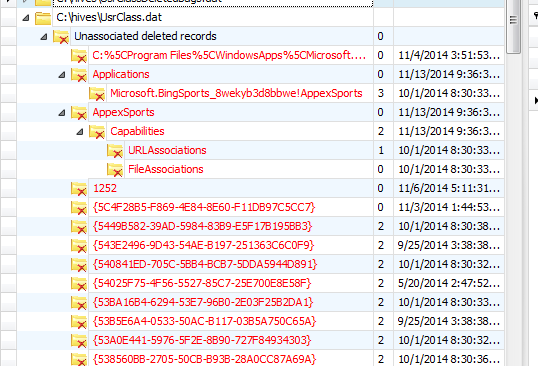 C:\hives\UsrClass.dat
Unassociated deleted records 0
C:%5CProgram Files%5CWindowsApps%5CMicrosoft.... 0 11/4/2014 3:51:53...
Applications 0 11/13/2014 9:36:3...
Microsoft.BingSports_8wekyb3d8bbwe!AppexSports 3 10/1/2014 8:30:33...
AppexSports 0 11/13/2014 9:36:3...
Capabilities 2 11/13/2014 9:36:3...
URLAssociations 1 10/1/2014 8:30:33...
FileAssociations 0 10/1/2014 8:30:33...
1252 0 11/6/2014 5:11:31...
{5C4F28B5-F869-4E84-8E60-F11DB97C5CC7} 0 11/3/2014 1:44:53...
{5449B582-39AD-5984-83B9-E5F17B195BB3} 2 10/1/2014 8:30:38...
{543E2496-9D43-54AE-B197-251363C6C0F9} 2 9/25/2014 3:38:38...
{540841ED-705C-5BB4-BCB7-5DDA5944D891} 2 10/1/2014 8:30:32...
{54025F75-4F56-5527-85C7-25E700E8E58F} 2 5/20/2014 2:47:52...
{53BA16B4-6294-53E7-96B0-2E03F25B2DA1} 2 10/1/2014 8:30:33...
{53B5E6A4-0533-50AC-B117-03B5A750C65A} 2 9/25/2014 3:38:38...
{53A0E441-5976-5F2E-8B90-727F84934303} 2 10/1/2014 8:30:32...
{538560BB-2705-50CB-B93B-28A0CC87A69A} 2 10/1/2014 8:30:36...